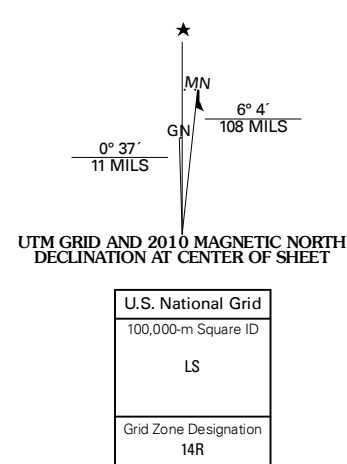 MN
6° 4´
108 MILS
GN
0° 37´
11 MILS
UTM GRID AND 2010 MAGNETIC NORTH
DECLINATION AT CENTER OF SHEET
U.S. National Grid
100,000-m Square ID
LS
Grid Zone Designation
14R